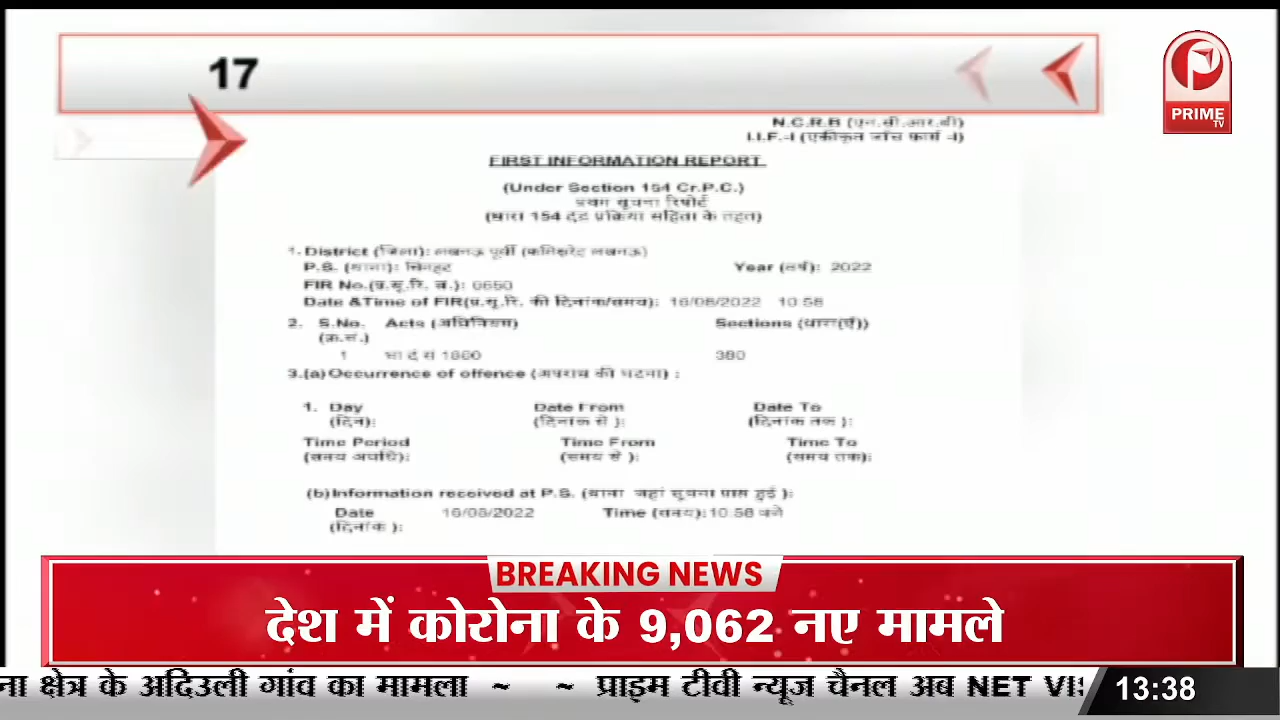 17
PRIME
TV
N.C.R.B (एन.सी.आर.बी)
I.I.F.-I (एकीकृत जाँच फार्म -I)
FIRST INFORMATION REPORT
(Under Section 154 Cr.P.C.)
प्रथम सूचना रिपोर्ट
(धारा 154 दंड प्रक्रिया संहिता के तहत)
1. District (जिला): लखनऊ पूर्वी (कमिश्नरेट लखनऊ)
P.S. (थाना): चिनहट Year (वर्ष): 2022
FIR No.(प्र.सू.रि. सं.): 0650
Date &Time of FIR(प्र.सू.रि. की दिनांक/समय): 16/08/2022 10:58
2. S.No. Acts (अधिनियम) Sections (धारा(एँ))
(क्र.सं.)
1 भा दं सं 1860 380
3.(a) Occurrence of offence (अपराध की घटना) :
1. Day Date From Date To
(दिन): (दिनांक से ): (दिनांक तक ):
Time Period Time From Time To
(समय अवधि): (समय से ): (समय तक):
(b) Information received at P.S. (थाना जहां सूचना प्राप्त हुई ):
Date 16/08/2022 Time (समय): 10:58 बजे
(दिनांक ):
BREAKING NEWS
देश में कोरोना के 9,062 नए मामले
ना क्षेत्र के अदिउली गांव का मामला ~ ~ प्राइम टीवी न्यूज चैनल अब NET VIS
13:38